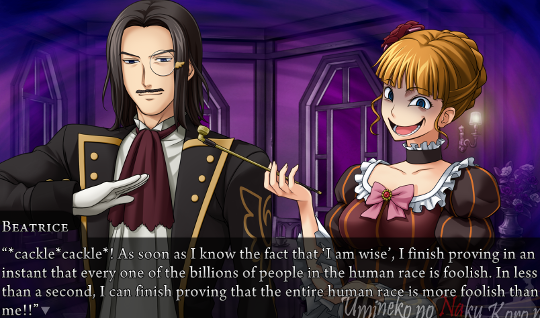 BEATRICE
“*cackle*cackle*! As soon as I know the fact that ‘I am wise’, I finish proving in an
instant that every one of the billions of people in the human race is foolish. In less
than a second, I can finish proving that the entire human race is more foolish than
me!!”
Umineko no Naku Koro n